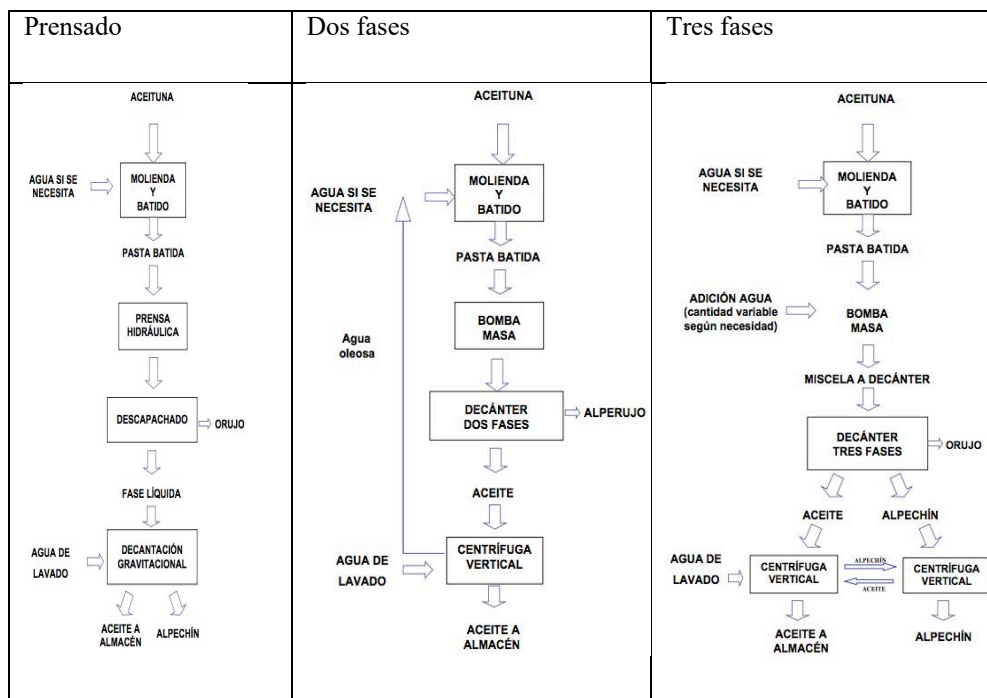 Prensado
Dos fases
Tres fases
ACEITUNA
AGUA SI SE
NECESITA
MOLIENDA
Y
BATIDO
PASTA BATIDA
PRENSA
HIDRÁULICA
DESCAPACHADO
ORUJO
FASE LÍQUIDA
AGUA DE
LAVADO
DECANTACIÓN
GRAVITACIONAL
ACEITE A
ALMACÉN
ALPECHÍN
ACEITUNA
AGUA SI SE
NECESITA
MOLIENDA
Y
BATIDO
PASTA BATIDA
BOMBA
MASA
Agua
oleosa
DECÁNTER
DOS FASES
ALPERUJO
ACEITE
AGUA DE
LAVADO
CENTRÍFUGA
VERTICAL
ACEITE A
ALMACÉN
ACEITUNA
AGUA SI SE
NECESITA
MOLIENDA
Y
BATIDO
PASTA BATIDA
ADICIÓN AGUA
(cantidad variable
según necesidad)
BOMBA
MASA
MISCELA A DECÁNTER
DECÁNTER
TRES FASES
ORUJO
ACEITE
ALPECHÍN
AGUA DE
LAVADO
CENTRÍFUGA
VERTICAL
ALPECHÍN
ACEITE
CENTRÍFUGA
VERTICAL
ACEITE A
ALMACÉN
ALPECHÍN